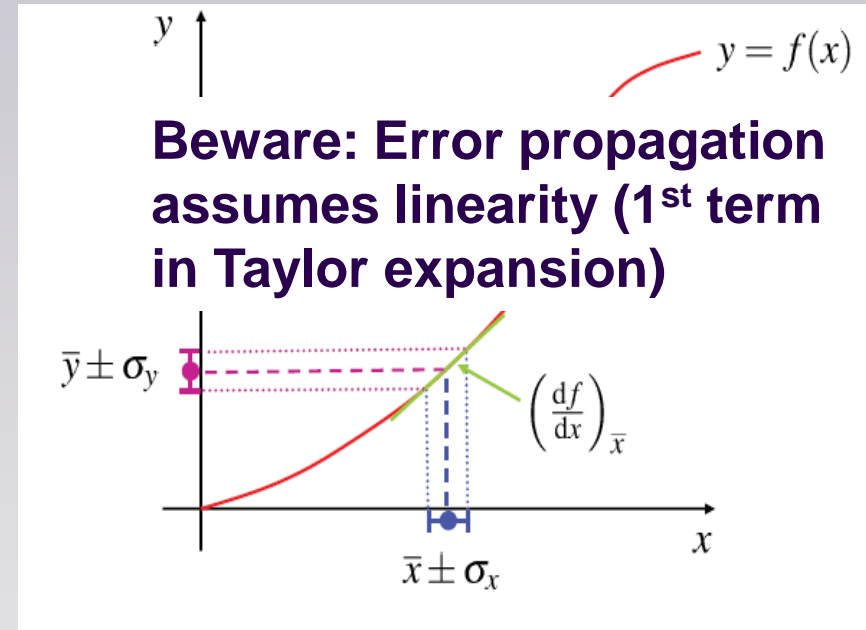 y
y = f(x)
Beware: Error propagation
assumes linearity (1st term
in Taylor expansion)
y̅ ± σy
(df/dx)x̅
x
x̅ ± σx